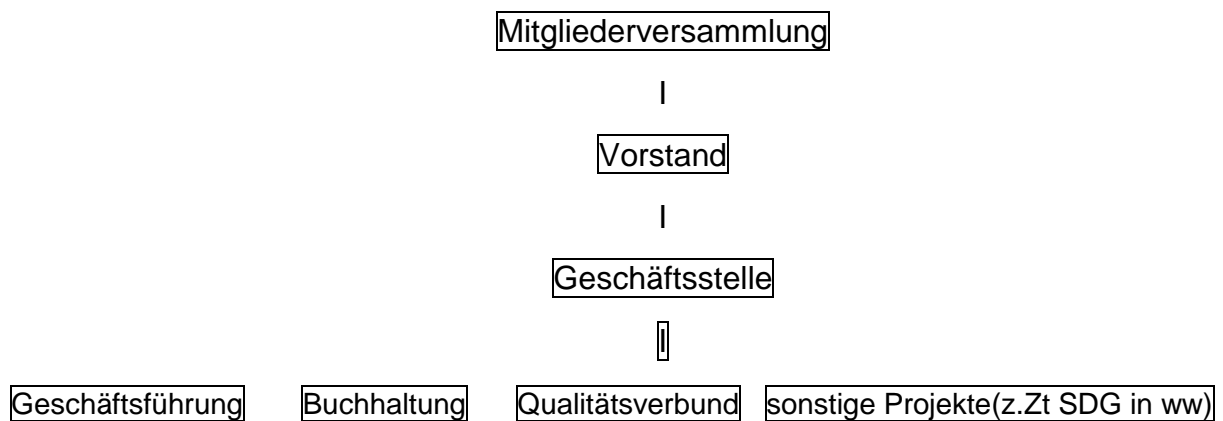 Mitgliederversammlung
I
Vorstand
I
Geschäftsstelle
I
Geschäftsführung Buchhaltung Qualitätsverbund sonstige Projekte(z.Zt SDG in ww)